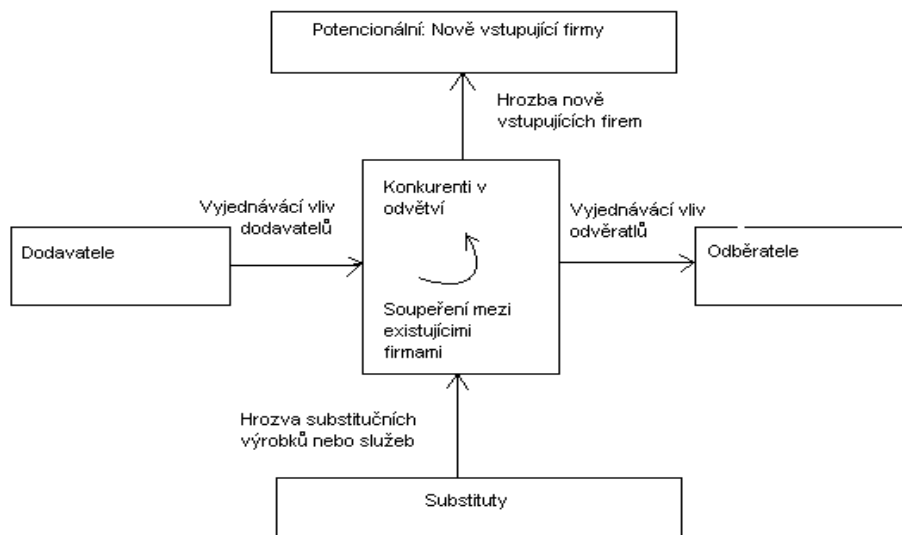 Potencionální: Nově vstupující firmy
Hrozba nově
vstupujících firem
Konkurenti v
odvětví
Vyjednávácí vliv
dodavatelů
Vyjednávácí vliv
odvěratlů
Dodavatele
Odběratele
Soupeření mezi
existujícimi
firmami
Hrozva substitučních
výrobků nebo služeb
Substituty